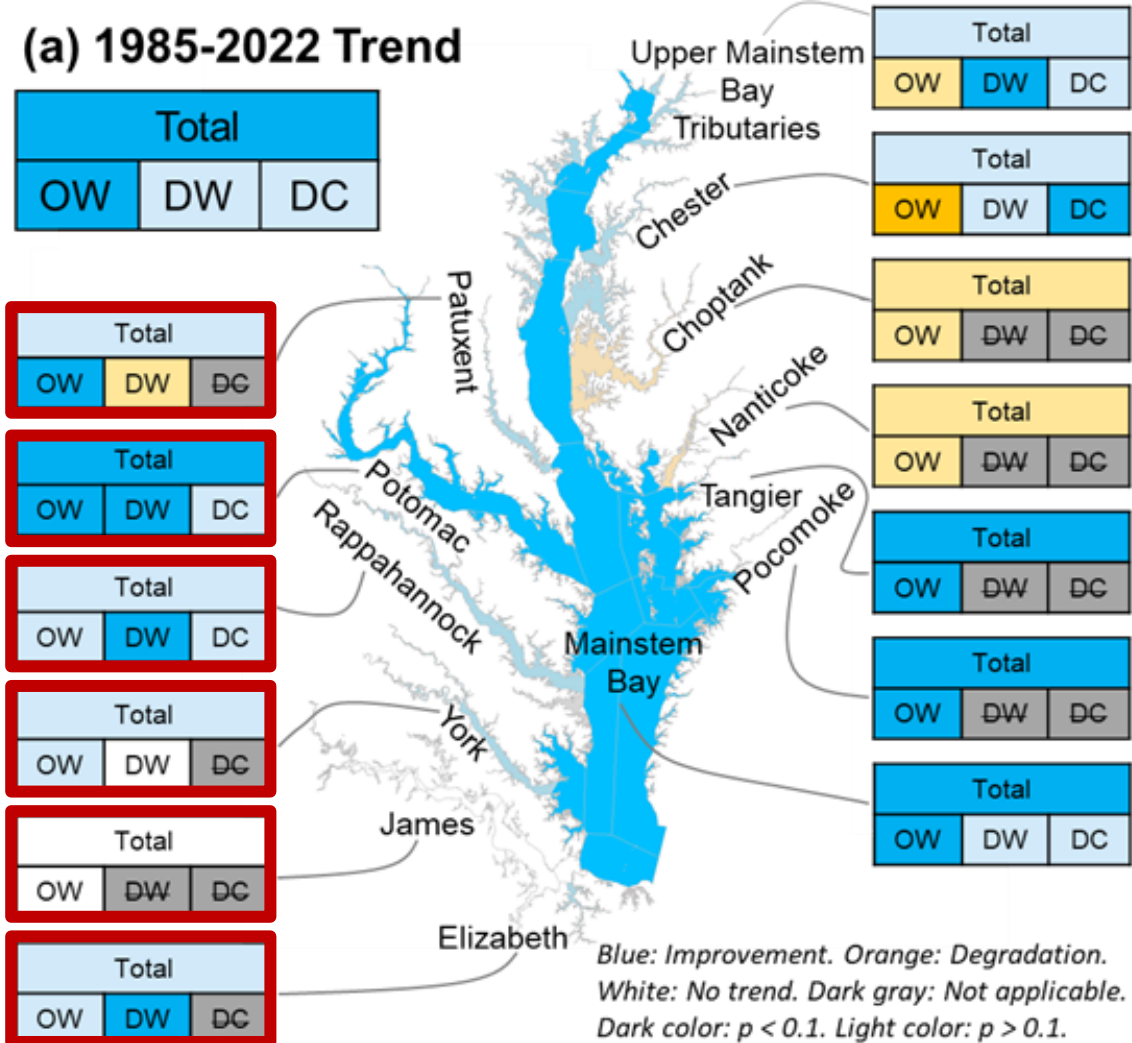 (a) 1985-2022 Trend
Total
OW DW DC
Upper Mainstem
Bay
Tributaries
Total
OW DW DC
Chester
Total
OW DW DC
Choptank
Total
OW DW DC
Nanticoke
Total
OW DW DC
Tangier
Total
OW DW DC
Pocomoke
Total
OW DW DC
Mainstem
Bay
Total
OW DW DC
Patuxent
Total
OW DW DC
Potomac
Total
OW DW DC
Rappahannock
Total
OW DW DC
York
Total
OW DW DC
James
Total
OW DW DC
Elizabeth
Total
OW DW DC
Blue: Improvement. Orange: Degradation.
White: No trend. Dark gray: Not applicable.
Dark color: p < 0.1. Light color: p > 0.1.